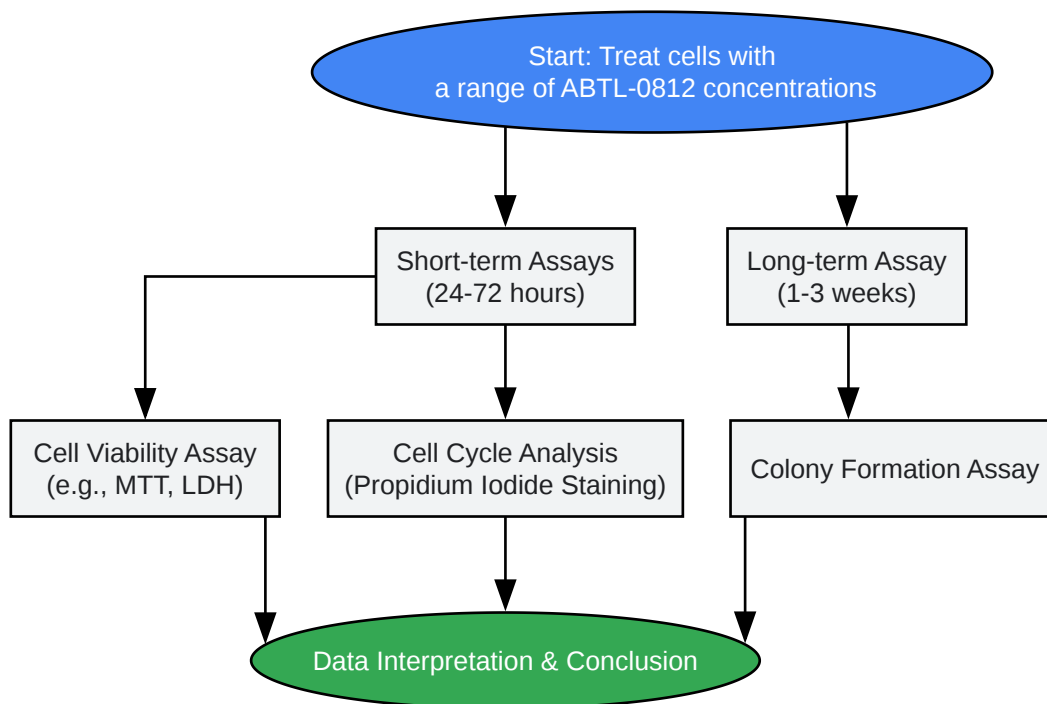 Start: Treat cells with
a range of ABTL-0812 concentrations
Short-term Assays
(24-72 hours)
Long-term Assay
(1-3 weeks)
Cell Viability Assay
(e.g., MTT, LDH)
Cell Cycle Analysis
(Propidium Iodide Staining)
Colony Formation Assay
Data Interpretation & Conclusion